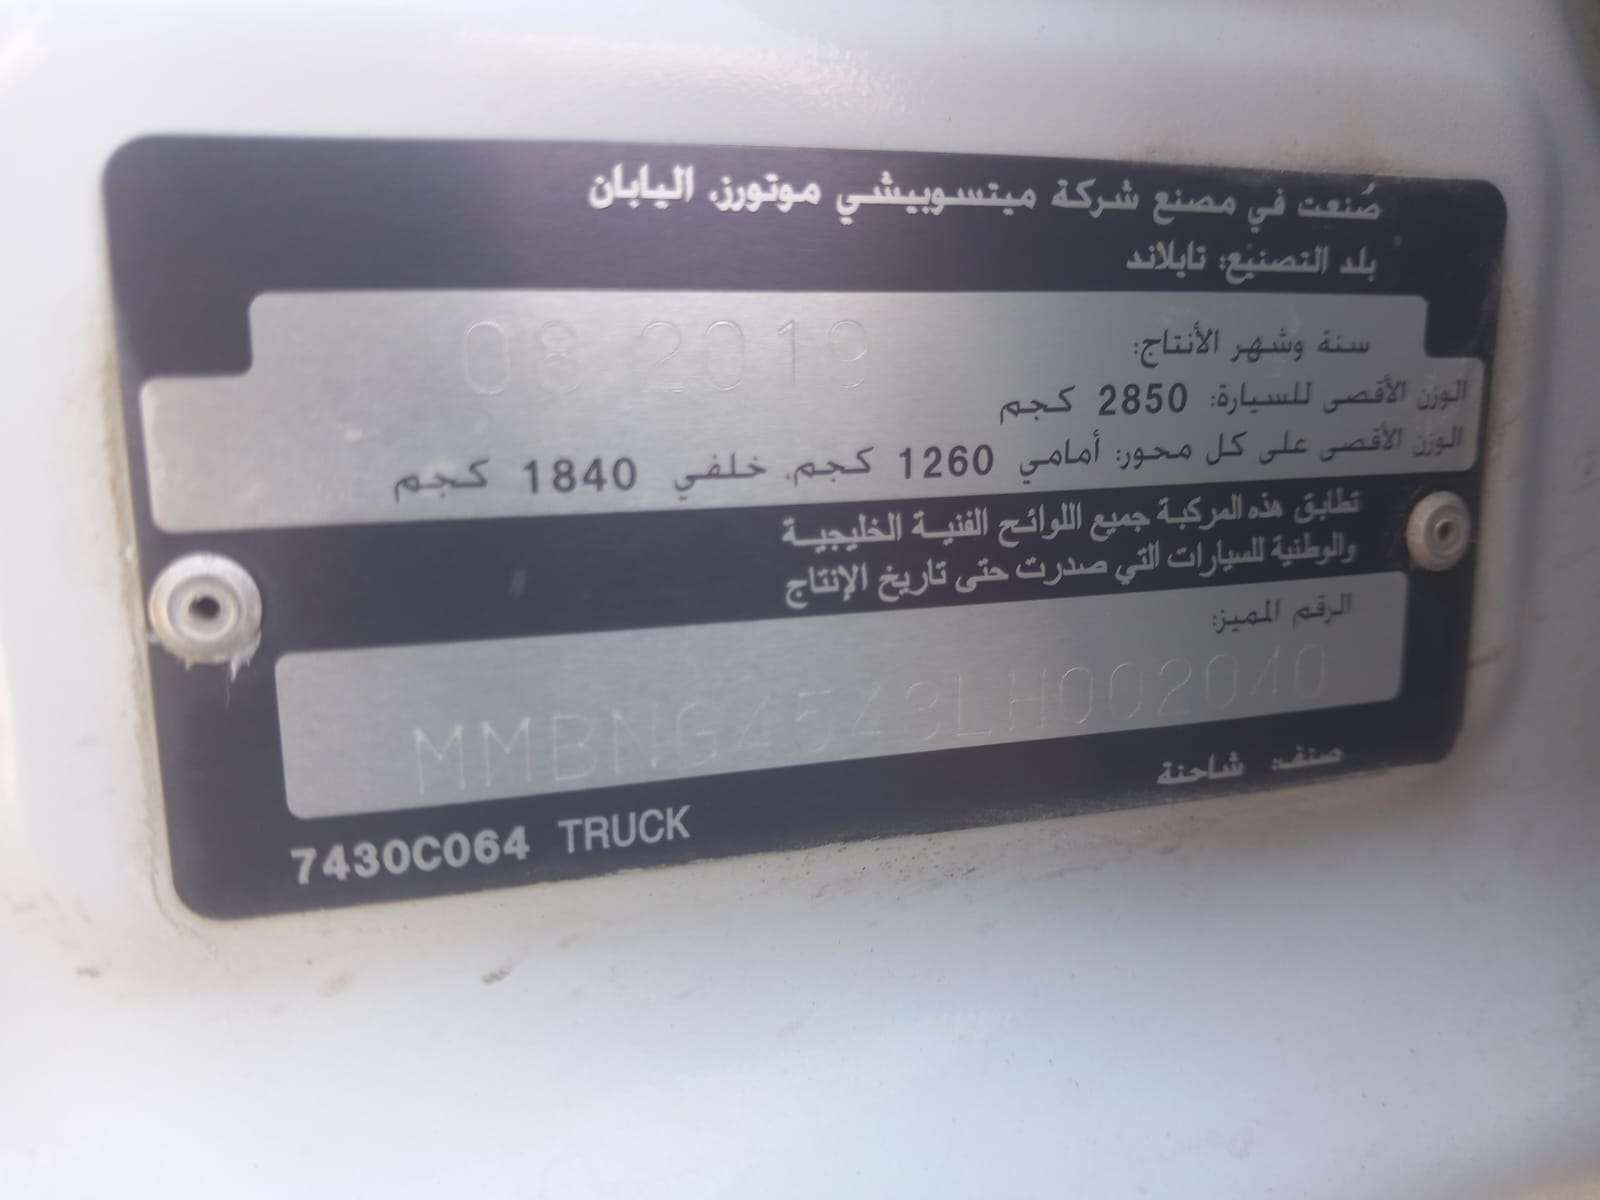 صُنعت في مصنع شركة ميتسوبيشي موتورز، اليابان
بلد التصنيع: تايلاند
سنة وشهر الأنتاج: 08 2019
الوزن الأقصى للسيارة: 2850 كجم
الوزن الأقصى على كل محور: أمامي 1260 كجم. خلفي 1840 كجم
تطابق هذه المركبة جميع اللوائح الفنية الخليجية
والوطنية للسيارات التي صدرت حتى تاريخ الإنتاج
الرقم المميز:
MMBNG4543LH002040
صنف: شاحنة
7430C064 TRUCK